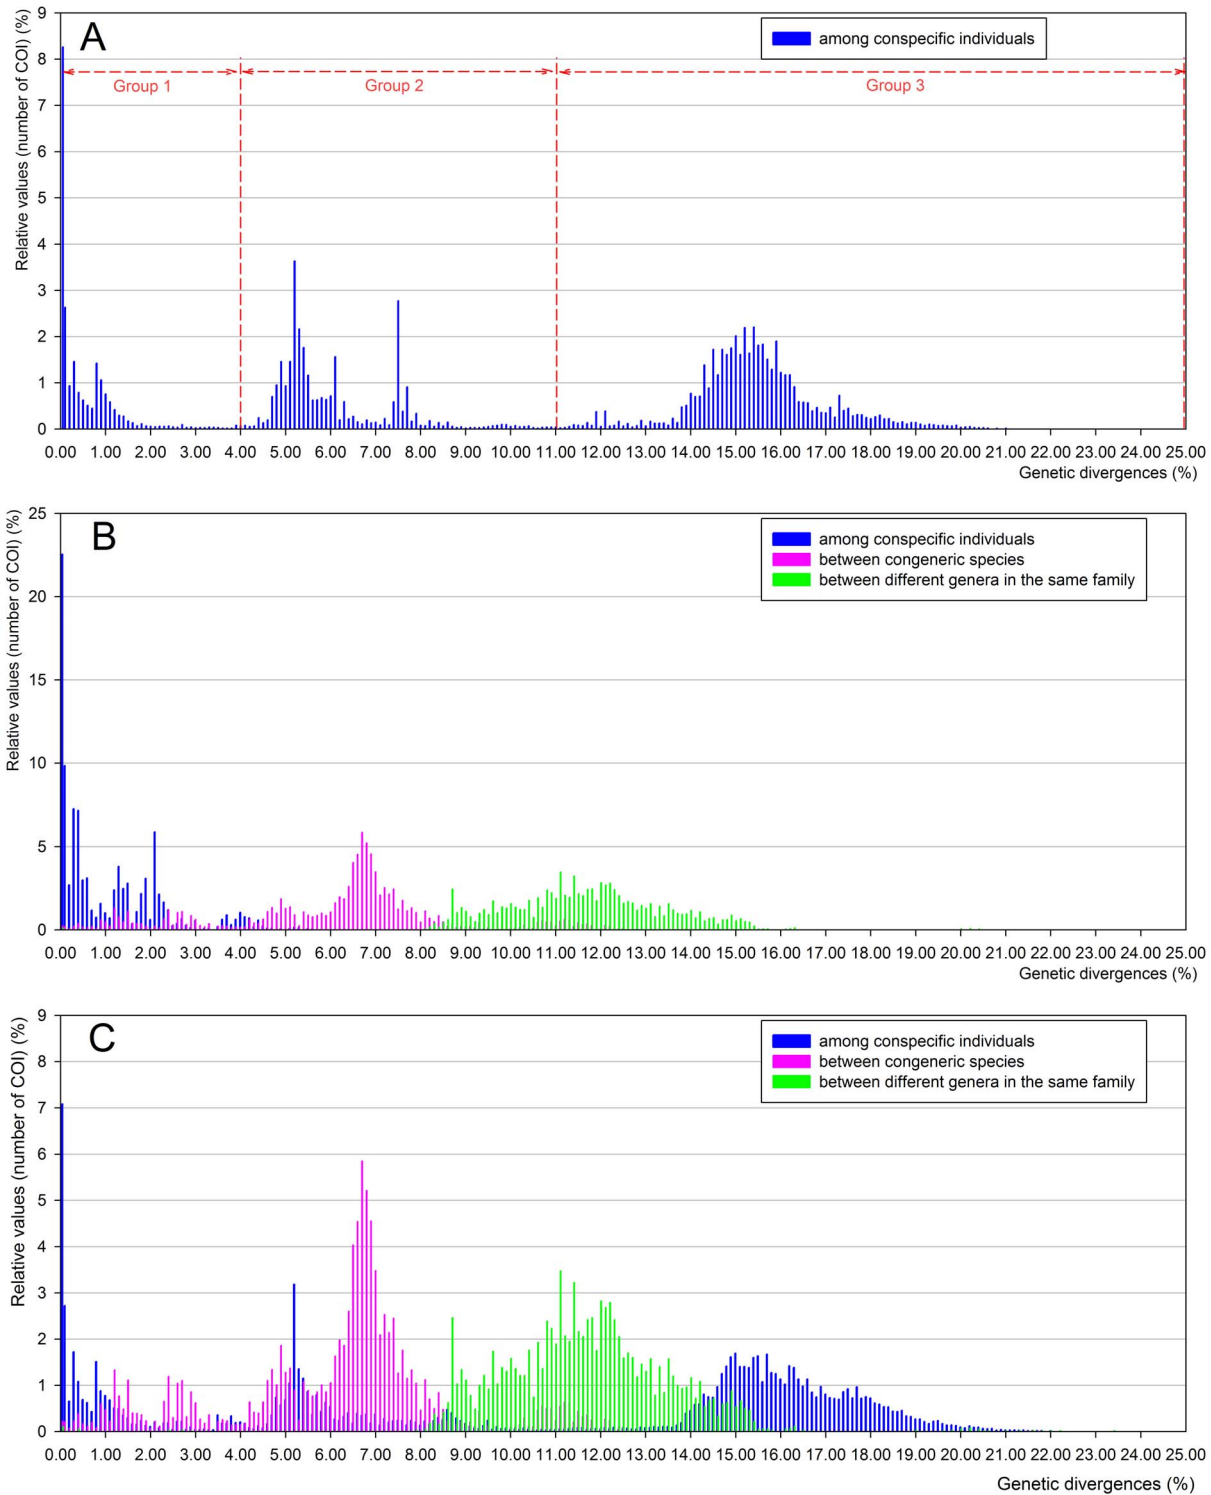 A
among conspecific individuals
Group 1
Group 2
Group 3
Relative values (number of COI) (%)
9
8
7
6
5
4
3
2
1
0
0.00 1.00 2.00 3.00 4.00 5.00 6.00 7.00 8.00 9.00 10.00 11.00 12.00 13.00 14.00 15.00 16.00 17.00 18.00 19.00 20.00 21.00 22.00 23.00 24.00 25.00
Genetic divergences (%)
B
among conspecific individuals
between congeneric species
between different genera in the same family
Relative values (number of COI) (%)
25
20
15
10
5
0
0.00 1.00 2.00 3.00 4.00 5.00 6.00 7.00 8.00 9.00 10.00 11.00 12.00 13.00 14.00 15.00 16.00 17.00 18.00 19.00 20.00 21.00 22.00 23.00 24.00 25.00
Genetic divergences (%)
C
among conspecific individuals
between congeneric species
between different genera in the same family
Relative values (number of COI) (%)
9
8
7
6
5
4
3
2
1
0
0.00 1.00 2.00 3.00 4.00 5.00 6.00 7.00 8.00 9.00 10.00 11.00 12.00 13.00 14.00 15.00 16.00 17.00 18.00 19.00 20.00 21.00 22.00 23.00 24.00 25.00
Genetic divergences (%)